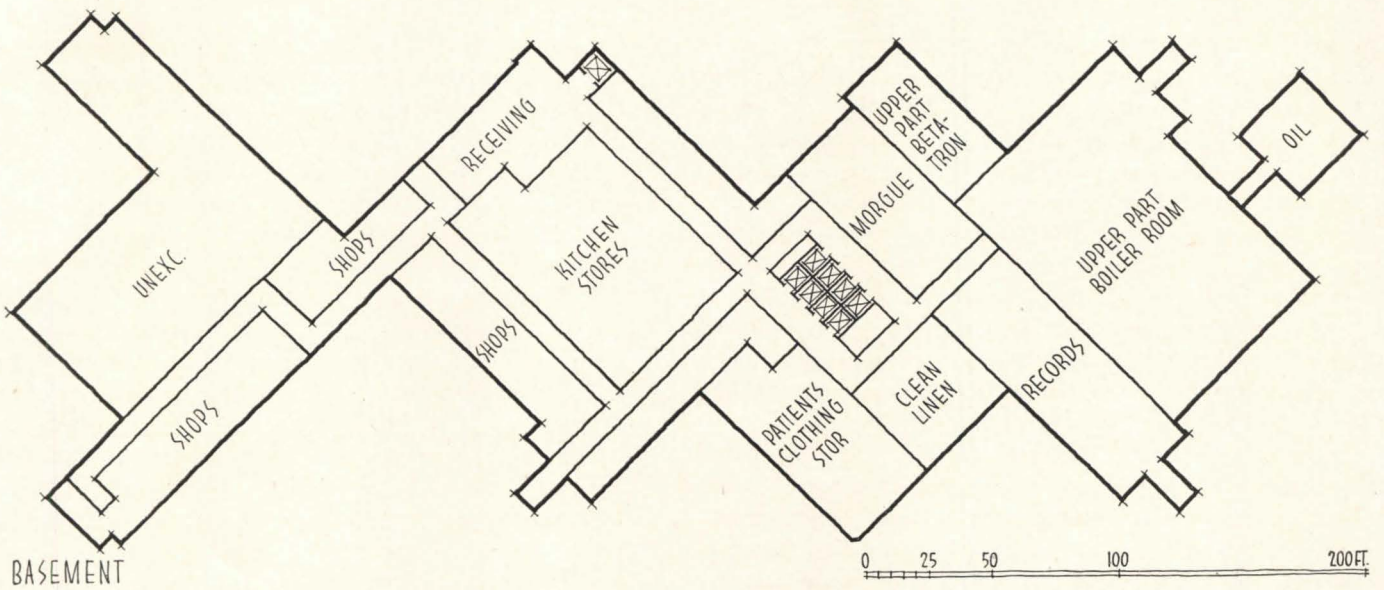 RECEIVING
UPPER
PART
BETA-
TRON
OIL
MORGUE
UNEXC.
SHOPS
KITCHEN
STORES
UPPER PART
BOILER ROOM
SHOPS
SHOPS
PATIENTS
CLOTHING
STOR
CLEAN
LINEN
RECORDS
BASEMENT
0 25 50 100 200 FT.